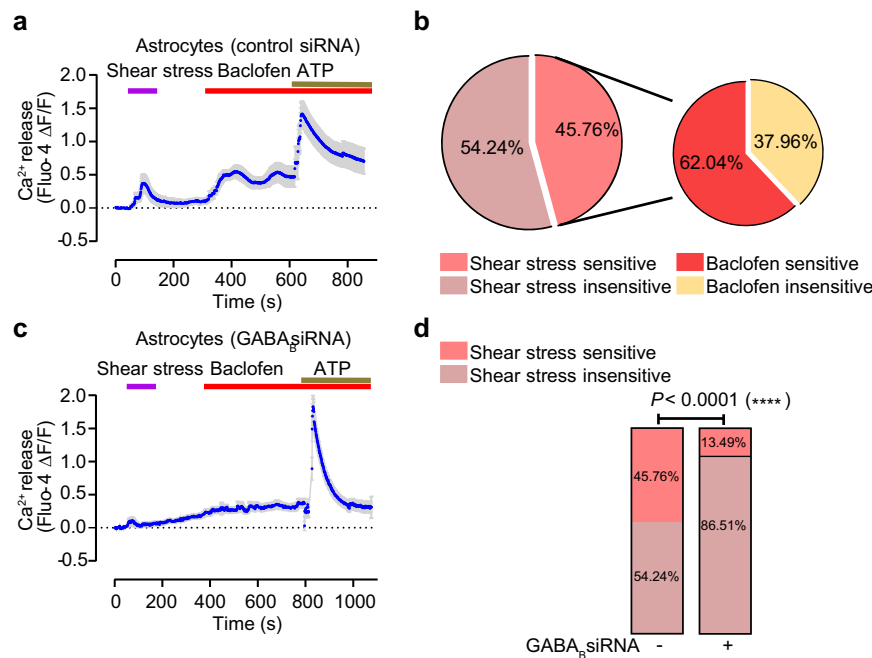 a
Astrocytes (control siRNA)
Shear stress Baclofen ATP
Ca²⁺ release
(Fluo-4 ΔF/F)
2.0
1.5
1.0
0.5
0.0
-0.5
0 200 400 600 800
Time (s)
b
54.24%
45.76%
62.04%
37.96%
Shear stress sensitive
Shear stress insensitive
Baclofen sensitive
Baclofen insensitive
c
Astrocytes (GABA_BsiRNA)
Shear stress Baclofen ATP
Ca²⁺ release
(Fluo-4 ΔF/F)
2.0
1.5
1.0
0.5
0.0
-0.5
0 200 400 600 800 1000
Time (s)
d
Shear stress sensitive
Shear stress insensitive
P< 0.0001 (****)
45.76%
54.24%
13.49%
86.51%
GABA_BsiRNA - +